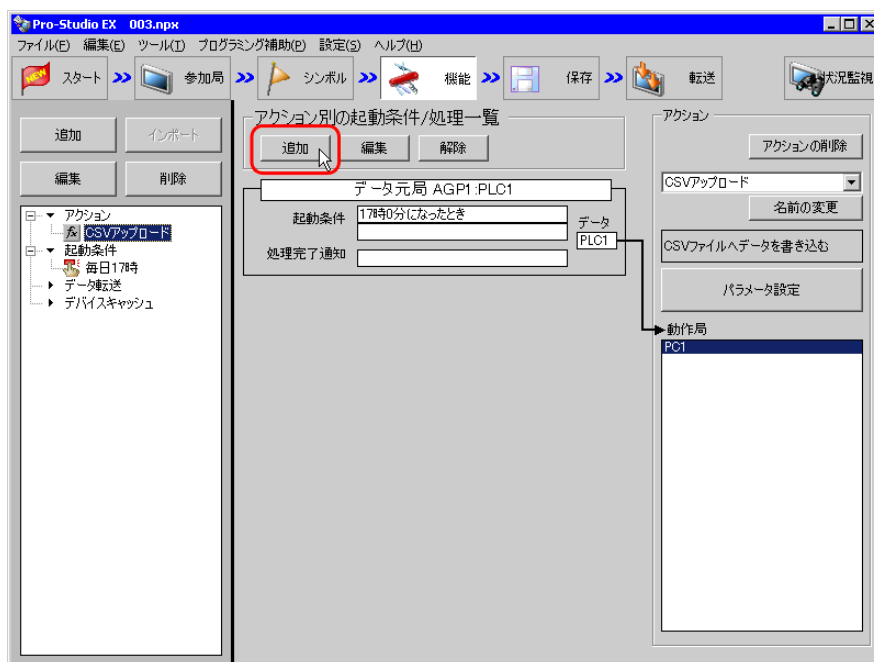 Pro-Studio EX 003.npx
ファイル(F) 編集(E) ツール(T) プログラミング補助(P) 設定(S) ヘルプ(H)
NEW スタート 参加局 シンボル 機能 保存 転送 状況監視
追加 インポート
編集 削除
アクション
CSVアップロード
起動条件
毎日17時
データ転送
デバイスキャッシュ
アクション別の起動条件/処理一覧
追加 編集 解除
データ元局 AGP1:PLC1
起動条件 17時0分になったとき
処理完了通知
データ
PLC1
アクション
アクションの削除
CSVアップロード
名前の変更
CSVファイルへデータを書き込む
パラメータ設定
動作局
PC1